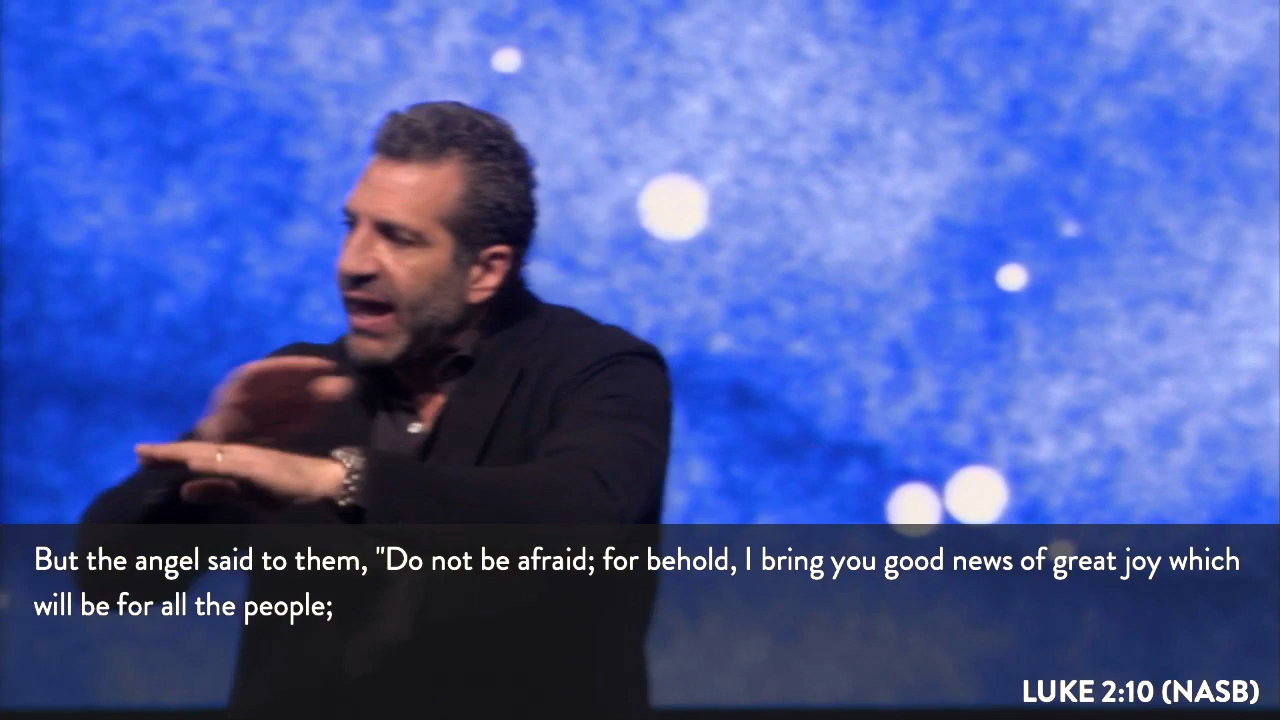 But the angel said to them, "Do not be afraid; for behold, I bring you good news of great joy which
will be for all the people;
LUKE 2:10 (NASB)